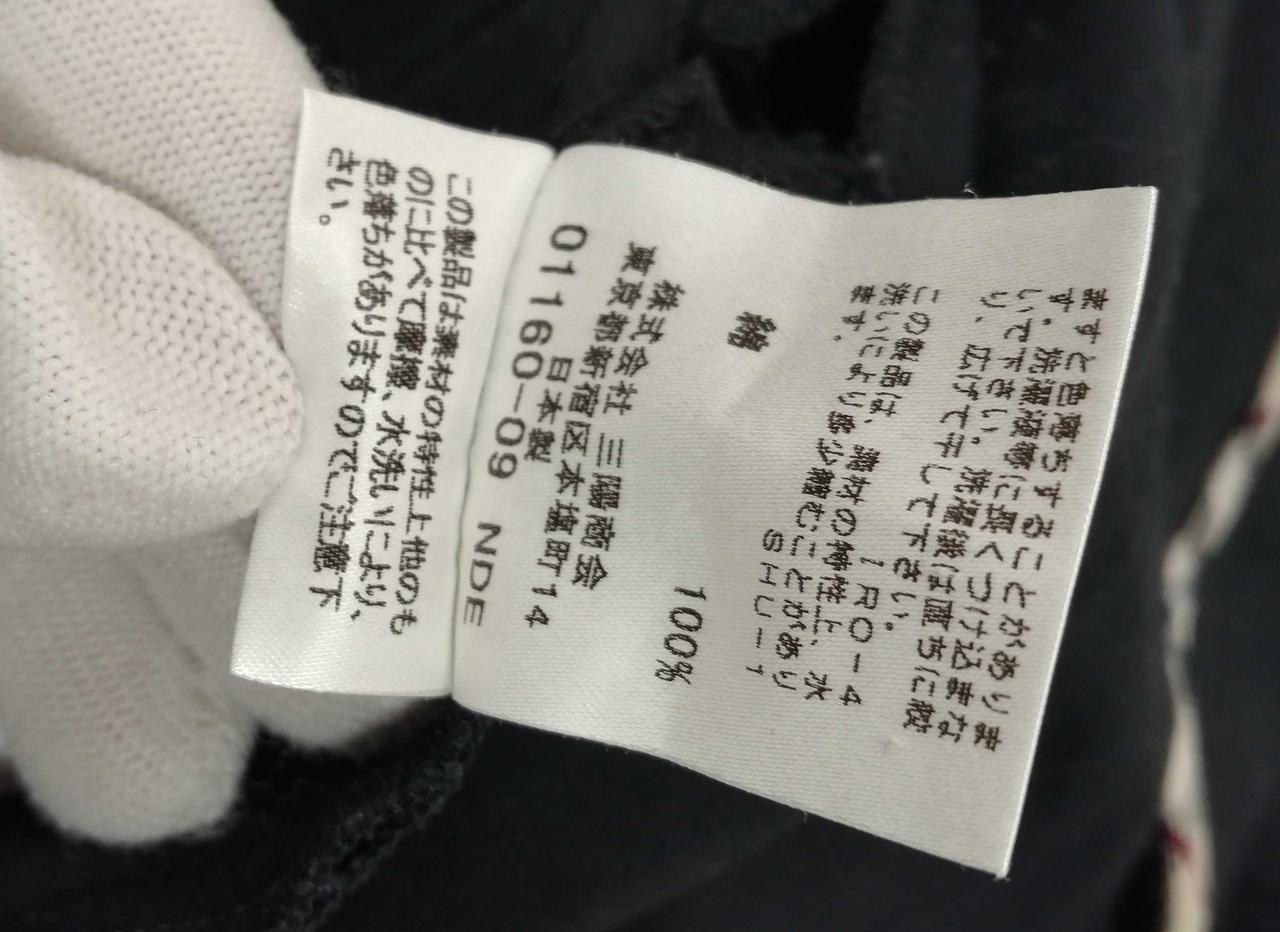 ますと色落ちすることがありま
す。洗濯液等に長くつけ込まな
いで下さい。洗濯後は直ちに脱
り、広げて干して下さい。
IRO-4
この製品は、素材の特性上、水
洗いにより多少縮むことがあり
ます。
SHU-1
綿 100%
株式会社 三陽商会
東京都新宿区本塩町14
日本製
01160-09 NDE
この製品は素材の特性上他のも
のに比べて摩擦、水洗いにより、
色落ちがありますのでご注意下
さい。